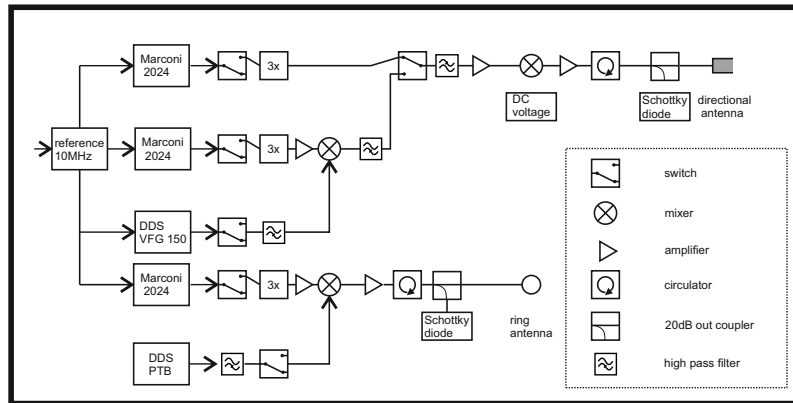 Marconi
2024
3x
DC
voltage
Schottky
diode
directional
antenna
reference
10MHz
Marconi
2024
3x
DDS
VFG 150
Marconi
2024
3x
Schottky
diode
ring
antenna
DDS
PTB
switch
mixer
amplifier
circulator
20dB out coupler
high pass filter